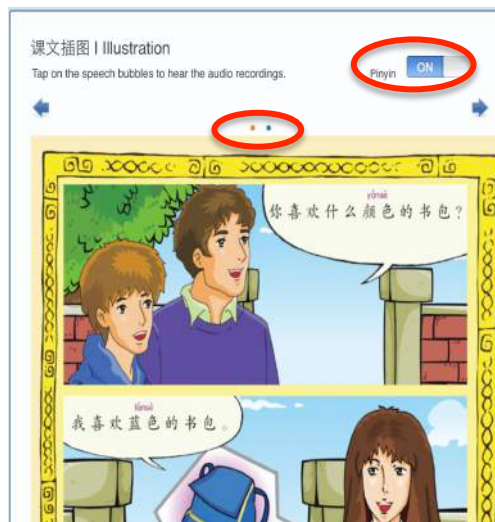 课文插图 | Illustration
Tap on the speech bubbles to hear the audio recordings.
Pinyin ON
yánsè
你喜欢什么颜色的书包？
lánsè
我喜欢蓝色的书包。